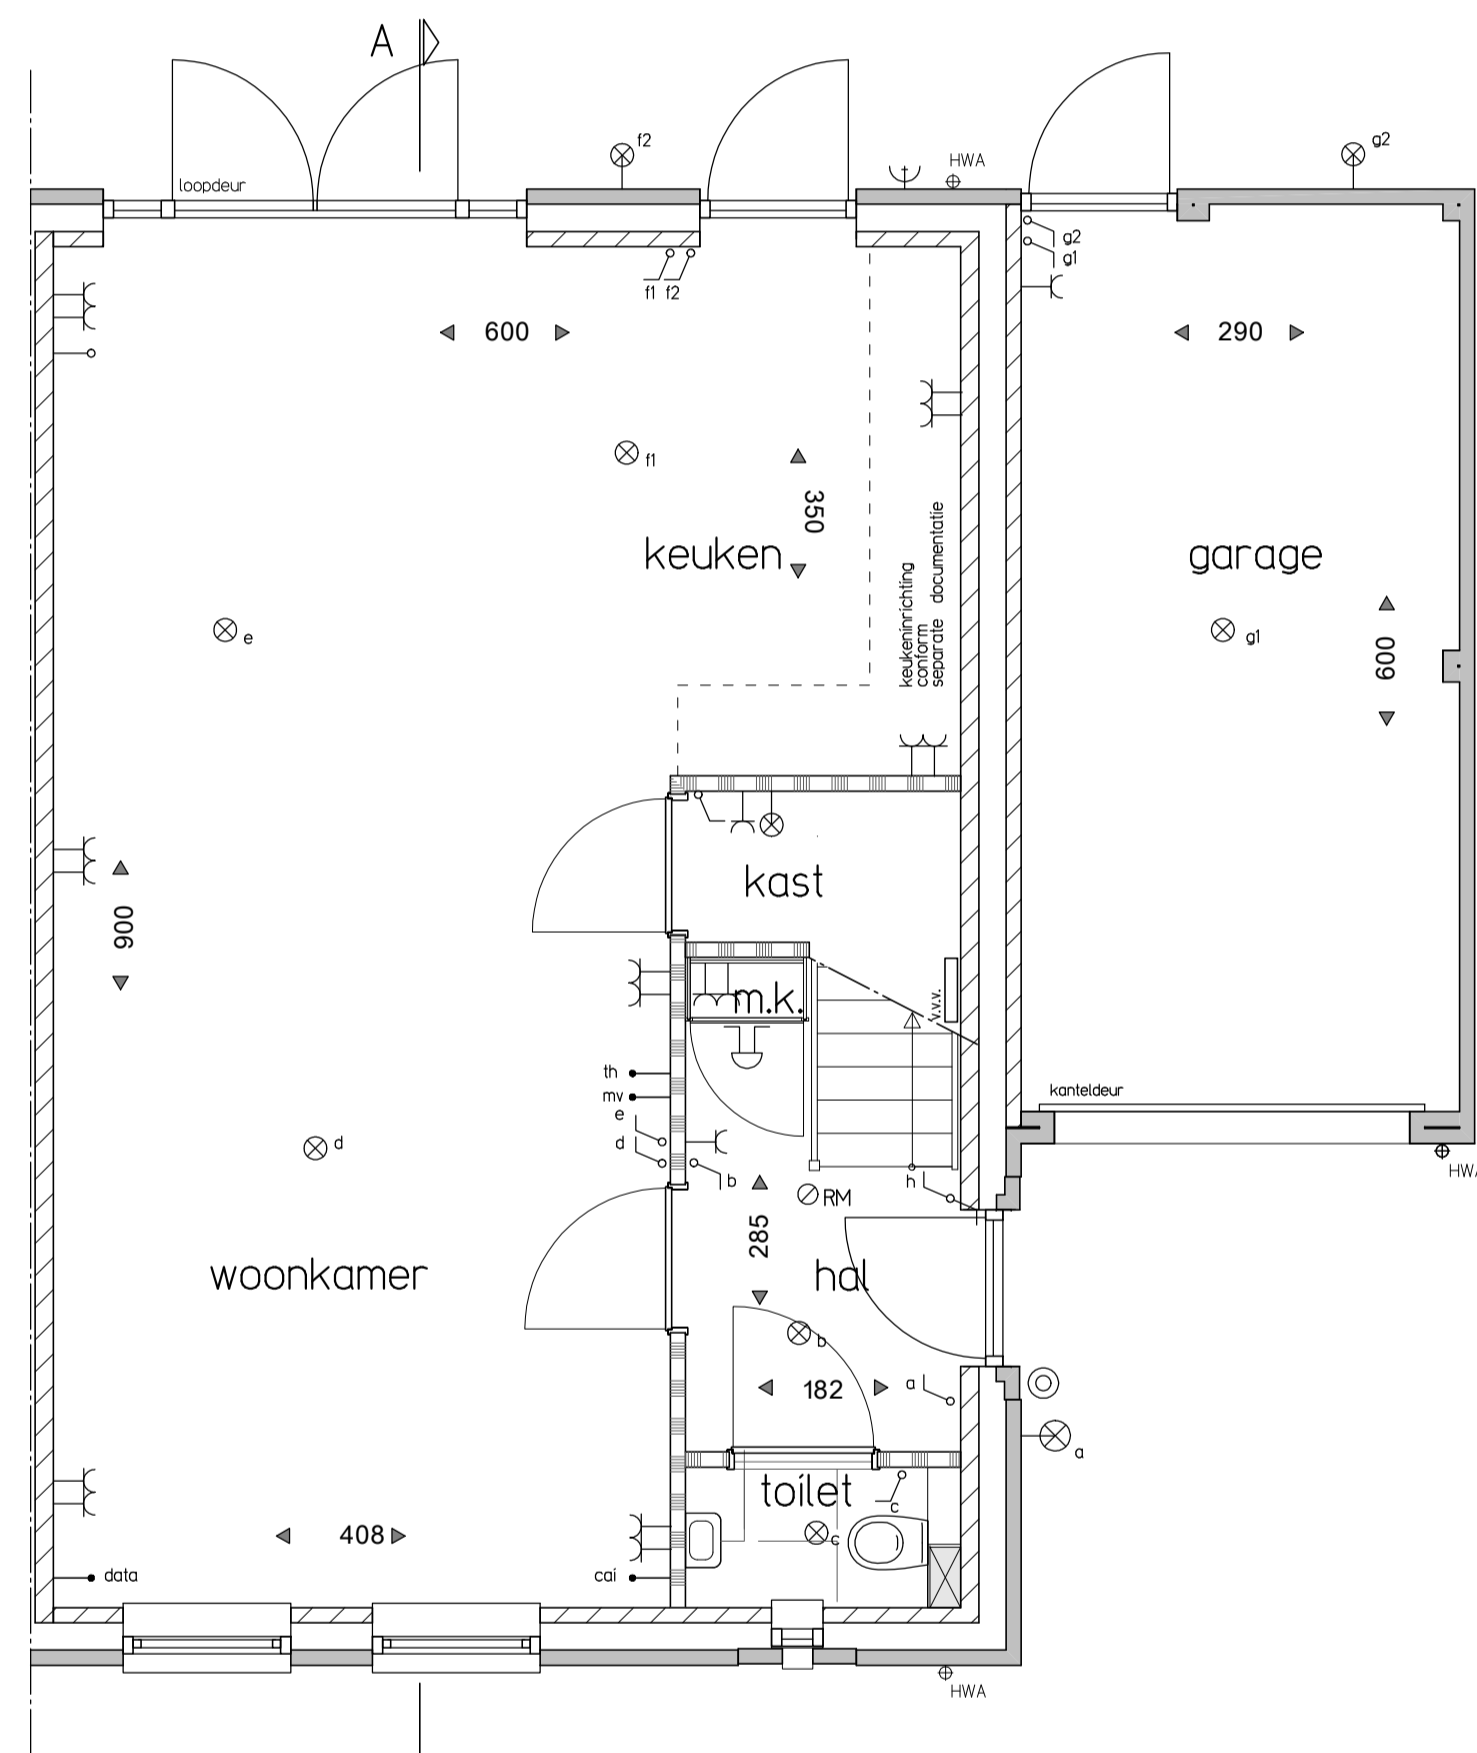 A
loopdeur
f2
HWA
g2
g2
g1
f1 f2
600
290
f1
350
keuken
garage
keukeninrichting
conform
separate documentatie
e
g1
600
kast
900
m.k.
v.v.v.
kanteldeur
th
mv
e
d
d
b
h
RM
HWA
285
woonkamer
hal
b
182
a
a
toilet
c
c
408
data
cai
HWA